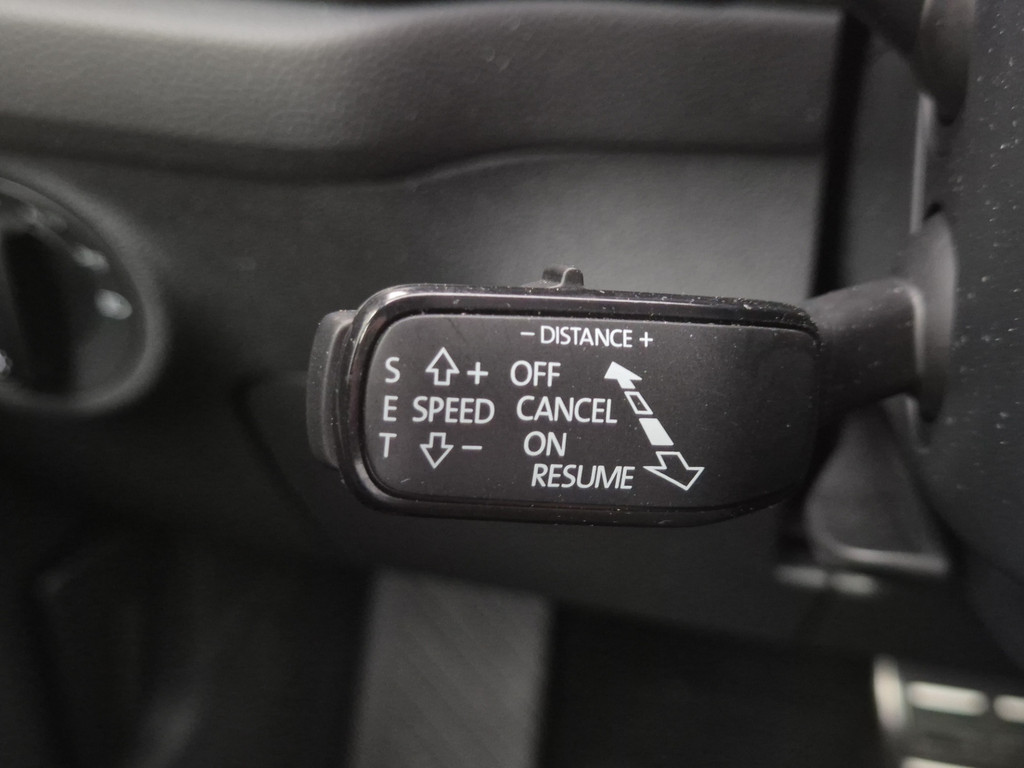 − DISTANCE +
S + OFF
E SPEED CANCEL
T − ON
RESUME